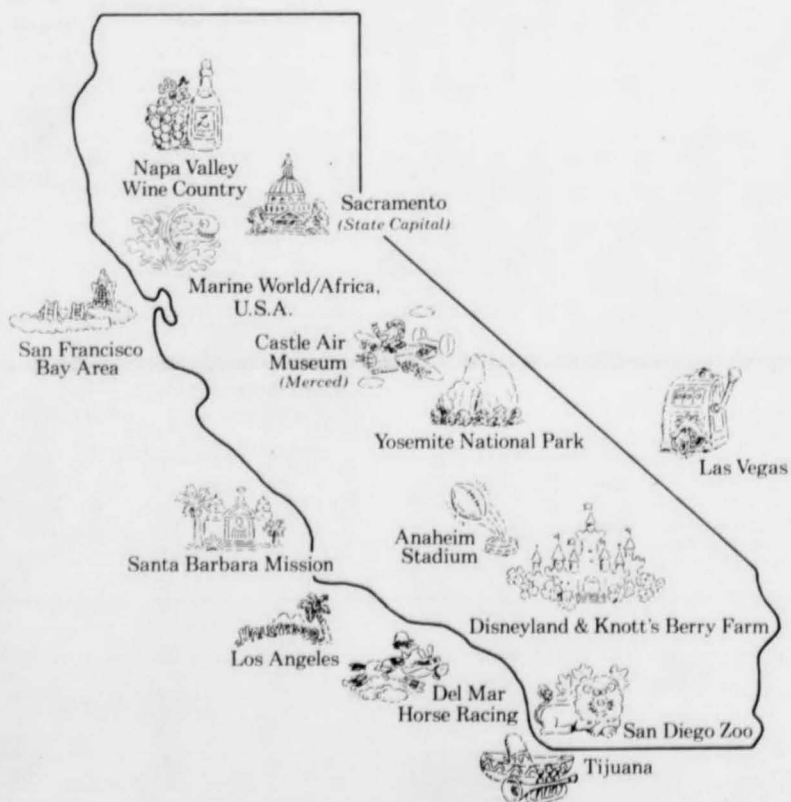 Napa Valley
Wine Country
Sacramento
(State Capital)
Marine World/Africa,
U.S.A.
San Francisco
Bay Area
Castle Air
Museum
(Merced)
Yosemite National Park
Las Vegas
Anaheim
Stadium
Santa Barbara Mission
Disneyland & Knott's Berry Farm
Los Angeles
Del Mar
Horse Racing
San Diego Zoo
Tijuana